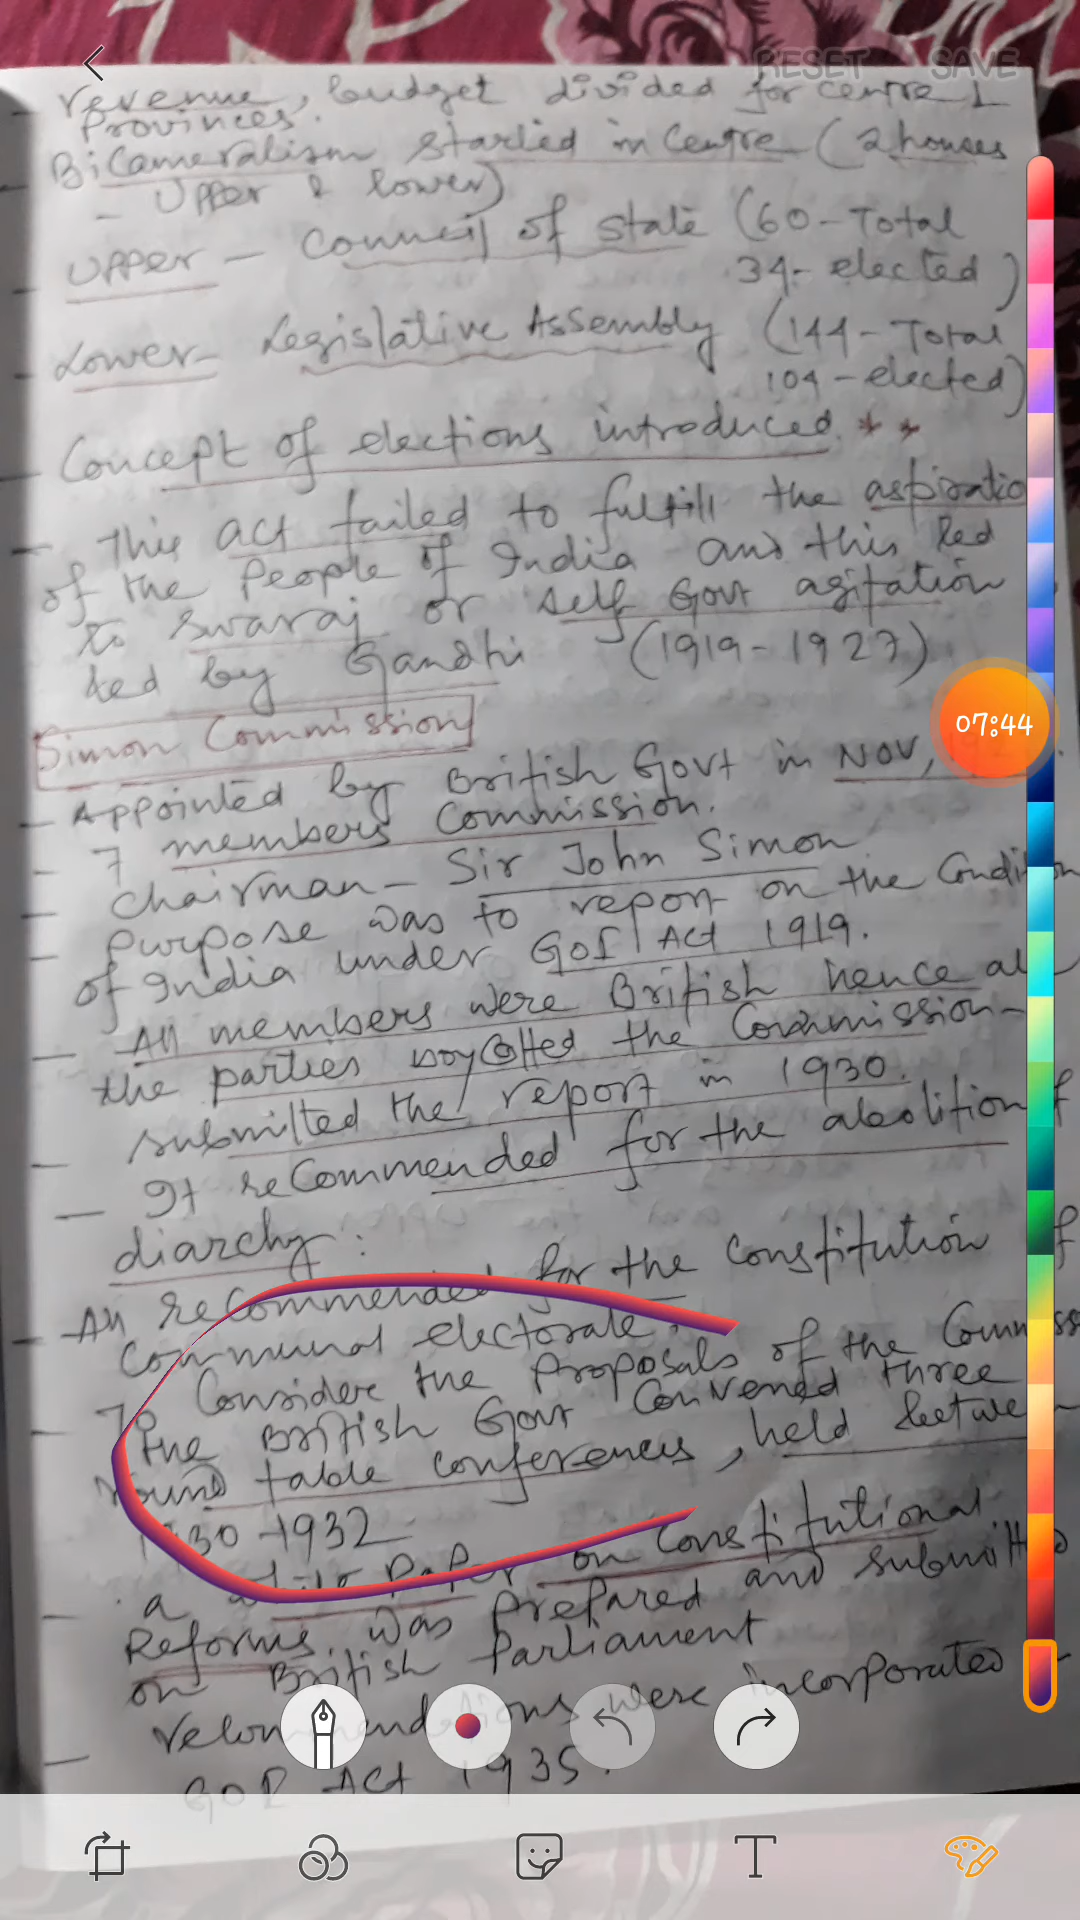 RESET SAVE
revenue, budget divided for centre &
Provinces.
Bicameralism started in Centre (2 houses
- Upper & lower)
Upper - Council of state (60 - Total
34 - elected)
Lower - Legislative Assembly (144 - Total
104 - elected)
Concept of elections introduced. **
This act failed to fulfill the aspiratio
of the People of India and this led
to swaraj or self Govt agitation
led by Gandhi (1919-1927)
Simon Commission
07:44
Appointed by British Govt in Nov,
7 members Commission.
Chairman - Sir John Simon
Purpose was to report on the Condi
of India under GOI Act 1919.
All members were British hence al
the parties boycotted the Commission
submitted the report in 1930.
It recommended for the abolition
diarchy:
recommended for the constitution of
Communal electorate.
To Consider the Proposals of the Comm
the British Govt Convened three
round table conferences, held betwe
1930-1932
a Paper on Constitutional
Reforms. was Prepared and submitted
on British Parliament
were incorporated
Act 1935.
T